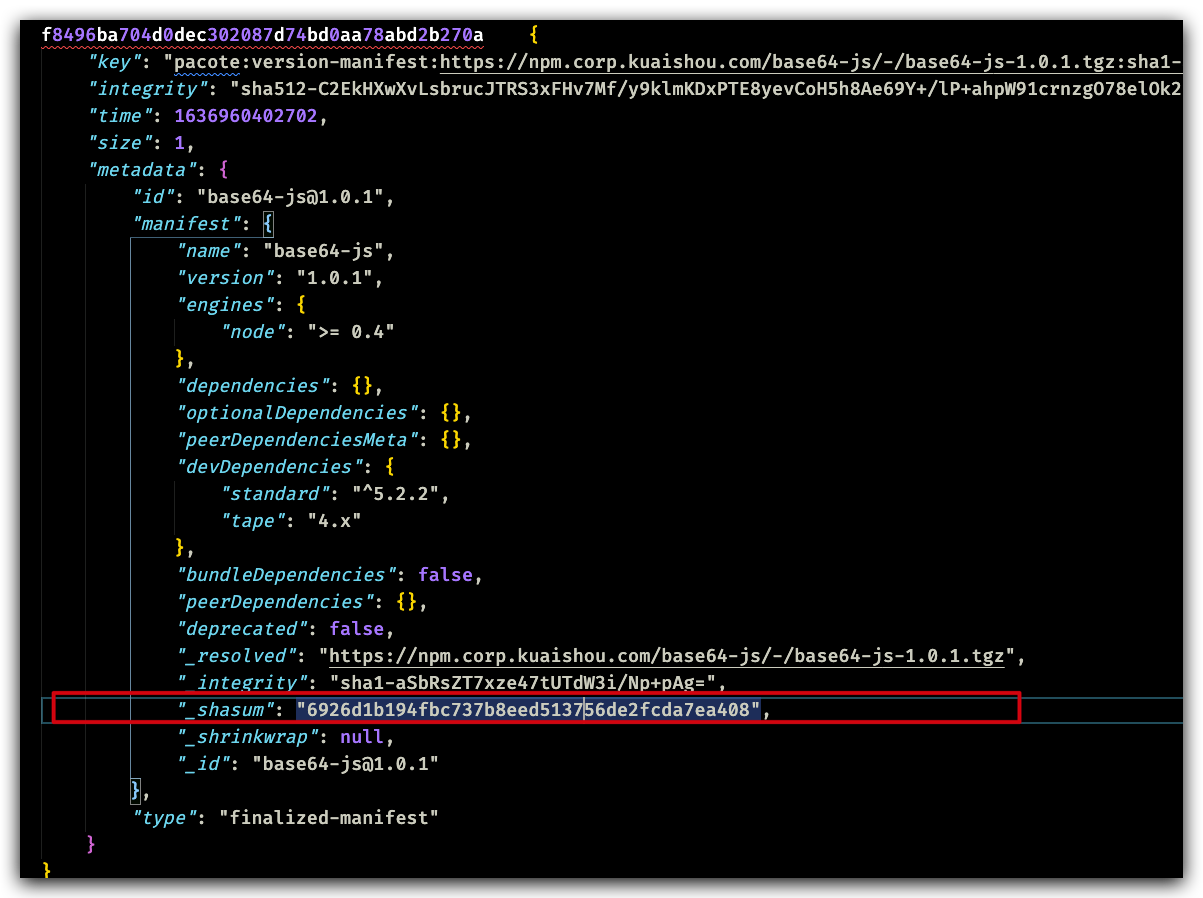 f8496ba704d0dec302087d74bd0aa78abd2b270a {
"key": "pacote:version-manifest:https://npm.corp.kuaishou.com/base64-js/-/base64-js-1.0.1.tgz:sha1-
"integrity": "sha512-C2EkHXwXvLsbrucJTRS3xFHv7Mf/y9klmKDxPTE8yevCoH5h8Ae69Y+/lP+ahpW91crnzgO78elOk2
"time": 1636960402702,
"size": 1,
"metadata": {
"id": "base64-js@1.0.1",
"manifest": {
"name": "base64-js",
"version": "1.0.1",
"engines": {
"node": ">= 0.4"
},
"dependencies": {},
"optionalDependencies": {},
"peerDependenciesMeta": {},
"devDependencies": {
"standard": "^5.2.2",
"tape": "4.x"
},
"bundleDependencies": false,
"peerDependencies": {},
"deprecated": false,
"_resolved": "https://npm.corp.kuaishou.com/base64-js/-/base64-js-1.0.1.tgz",
"_integrity": "sha1-aSbRsZT7xze47tUTdW3i/Np+pAg=",
"_shasum": "6926d1b194fbc737b8eed513756de2fcda7ea408",
"_shrinkwrap": null,
"_id": "base64-js@1.0.1"
},
"type": "finalized-manifest"
}
}